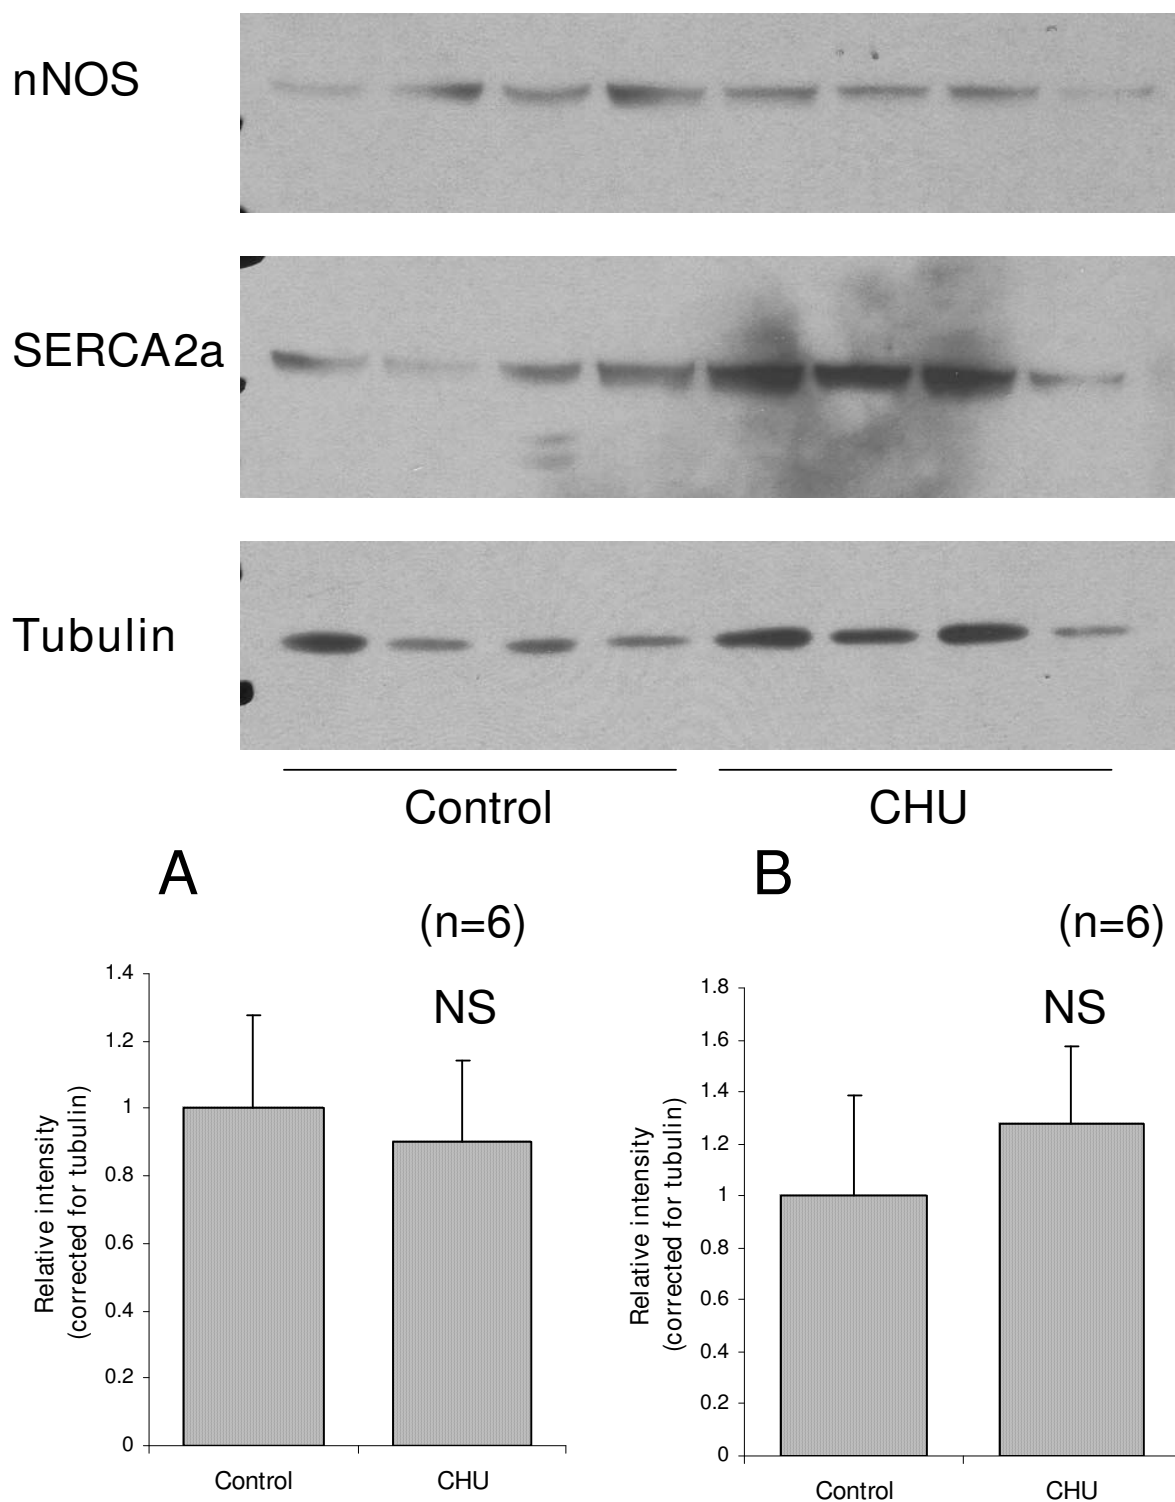 nNOS
SERCA2a
Tubulin
Control
CHU
A
B
(n=6)
(n=6)
NS
NS
Relative intensity
(corrected for tubulin)
1.4
1.2
1
0.8
0.6
0.4
0.2
0
Control
CHU
Relative intensity
(corrected for tubulin)
1.8
1.6
1.4
1.2
1
0.8
0.6
0.4
0.2
0
Control
CHU